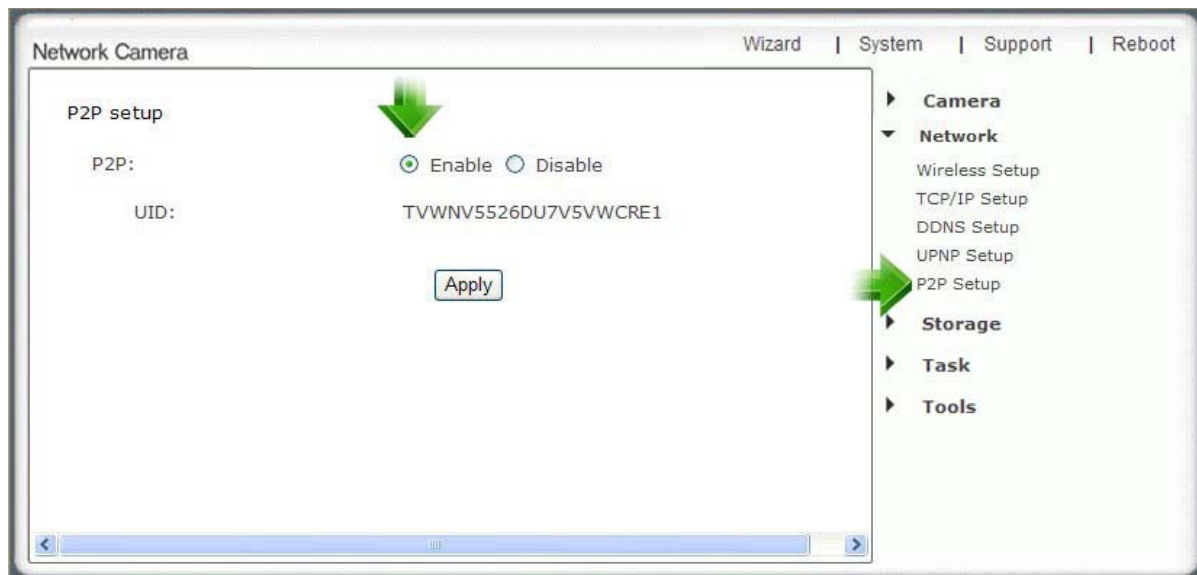 Network Camera
Wizard | System | Support | Reboot
P2P setup
P2P: Enable Disable
UID: TVWNV5526DU7V5VWCRE1
Apply
Camera
Network
Wireless Setup
TCP/IP Setup
DDNS Setup
UPNP Setup
P2P Setup
Storage
Task
Tools